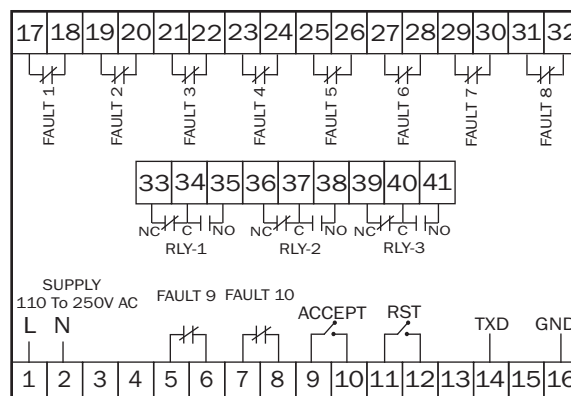 17 18 19 20 21 22 23 24 25 26 27 28 29 30 31 32
FAULT 1 FAULT 2 FAULT 3 FAULT 4 FAULT 5 FAULT 6 FAULT 7 FAULT 8
33 34 35 36 37 38 39 40 41
NC C NO NC C NO NC C NO
RLY-1 RLY-2 RLY-3
SUPPLY
110 To 250V AC FAULT 9 FAULT 10 ACCEPT RST
L N TXD GND
1 2 3 4 5 6 7 8 9 10 11 12 13 14 15 16